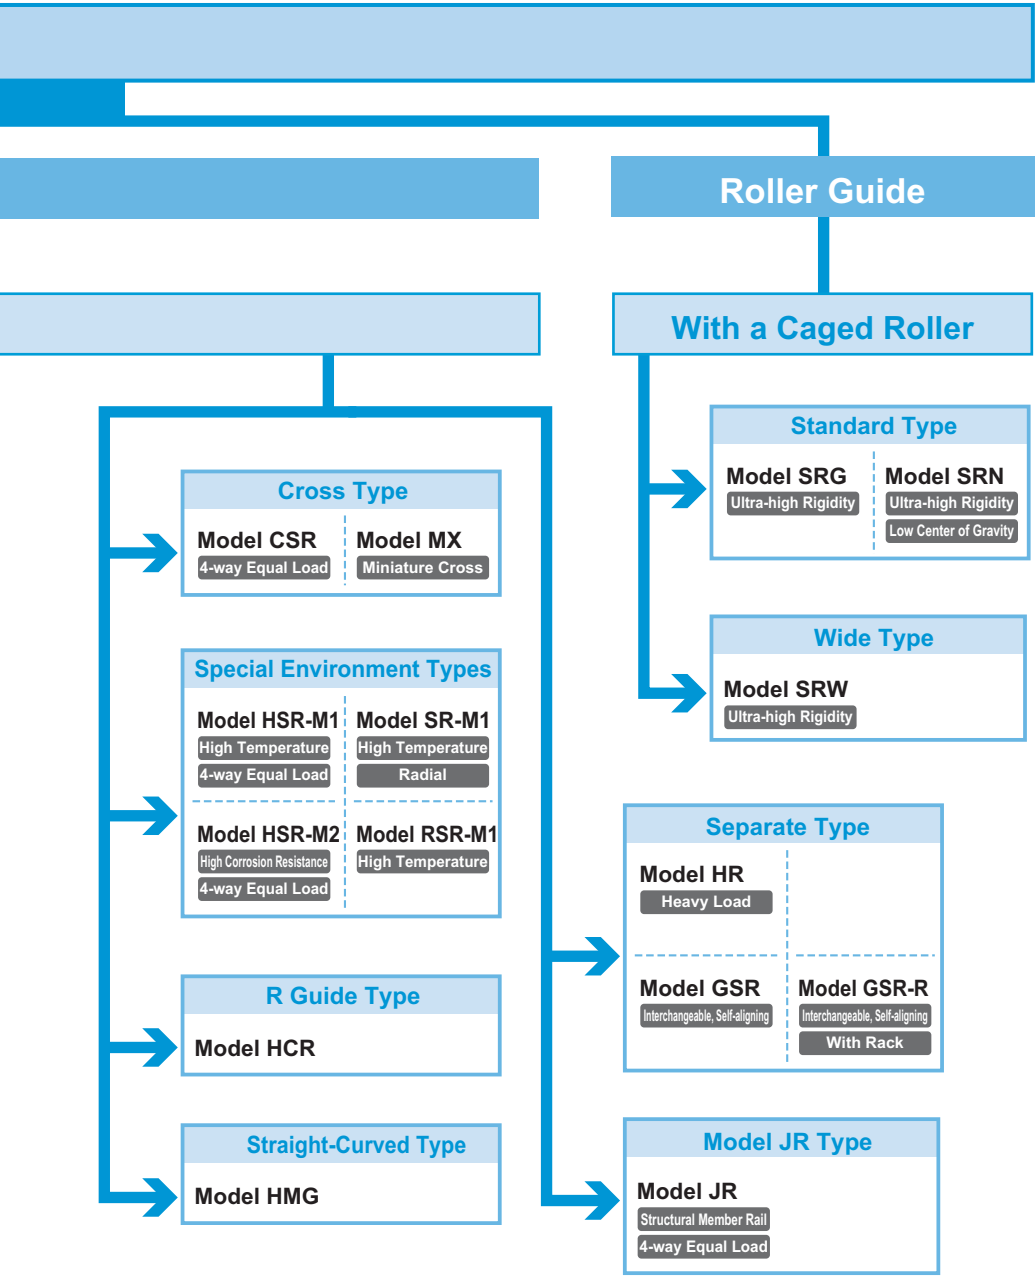 Roller Guide
With a Caged Roller
Standard Type
Model SRG
Ultra-high Rigidity
Model SRN
Ultra-high Rigidity
Low Center of Gravity
Wide Type
Model SRW
Ultra-high Rigidity
Cross Type
Model CSR
4-way Equal Load
Model MX
Miniature Cross
Special Environment Types
Model HSR-M1
High Temperature
4-way Equal Load
Model SR-M1
High Temperature
Radial
Model HSR-M2
High Corrosion Resistance
4-way Equal Load
Model RSR-M1
High Temperature
R Guide Type
Model HCR
Straight-Curved Type
Model HMG
Separate Type
Model HR
Heavy Load
Model GSR
Interchangeable, Self-aligning
Model GSR-R
Interchangeable, Self-aligning
With Rack
Model JR Type
Model JR
Structural Member Rail
4-way Equal Load